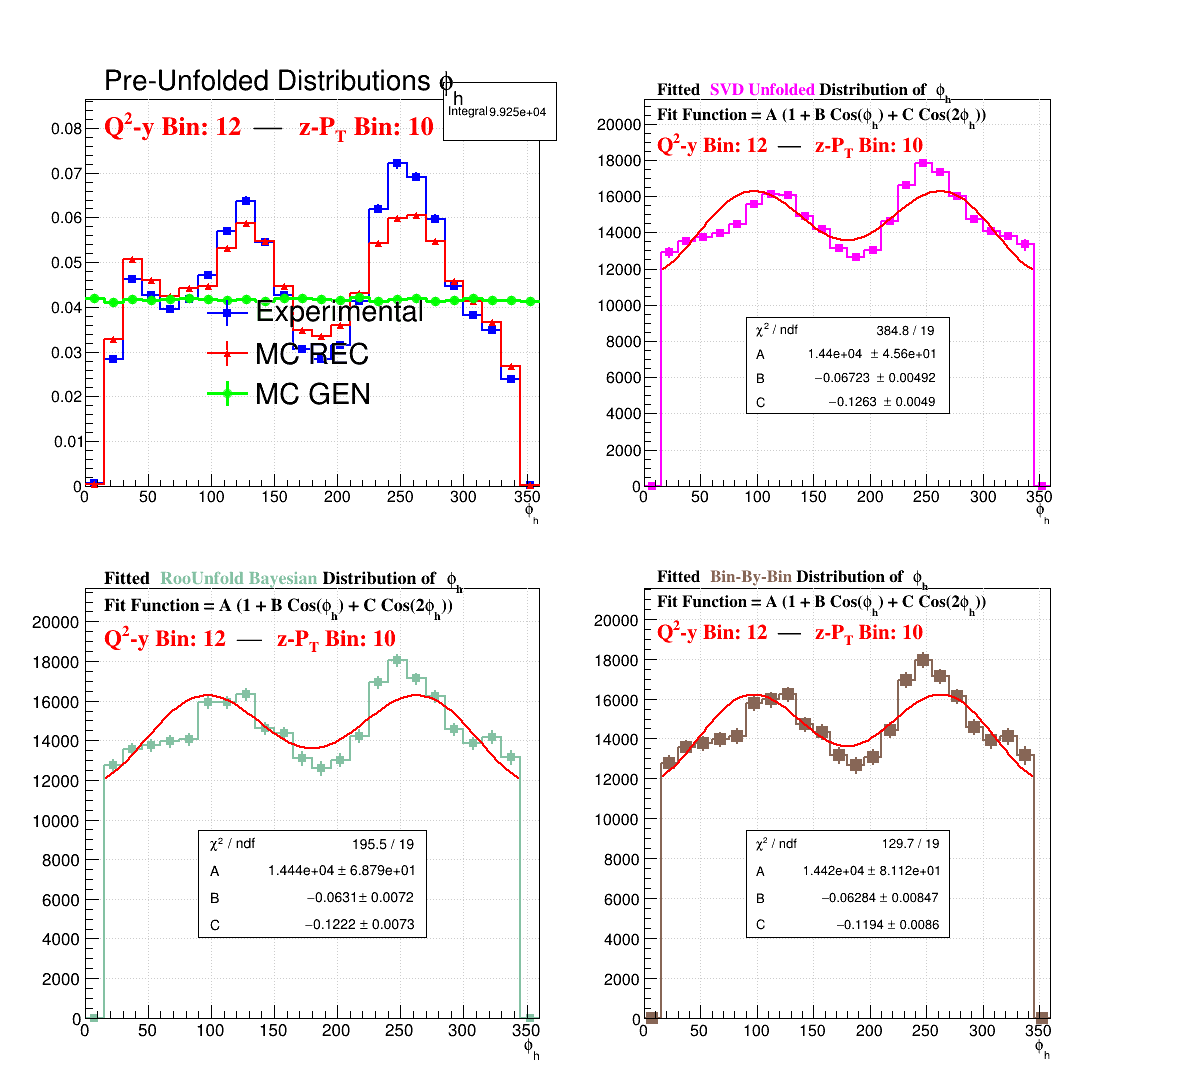 Pre-Unfolded Distributions ϕh
Integral 9.925e+04
Q2-y Bin: 12 — z-PT Bin: 10
0.08
0.07
0.06
0.05
0.04
0.03
0.02
0.01
0
Experimental
MC REC
MC GEN
0 50 100 150 200 250 300 350
ϕh
Fitted SVD Unfolded Distribution of ϕh
Fit Function = A (1 + B Cos(ϕh) + C Cos(2ϕh))
Q2-y Bin: 12 — z-PT Bin: 10
20000
18000
16000
14000
12000
10000
8000
6000
4000
2000
0
χ2 / ndf 384.8 / 19
A 1.44e+04 ± 4.56e+01
B −0.06723 ± 0.00492
C −0.1263 ± 0.0049
0 50 100 150 200 250 300 350
ϕh
Fitted RooUnfold Bayesian Distribution of ϕh
Fit Function = A (1 + B Cos(ϕh) + C Cos(2ϕh))
Q2-y Bin: 12 — z-PT Bin: 10
20000
18000
16000
14000
12000
10000
8000
6000
4000
2000
0
χ2 / ndf 195.5 / 19
A 1.444e+04 ± 6.879e+01
B −0.0631 ± 0.0072
C −0.1222 ± 0.0073
0 50 100 150 200 250 300 350
ϕh
Fitted Bin-By-Bin Distribution of ϕh
Fit Function = A (1 + B Cos(ϕh) + C Cos(2ϕh))
Q2-y Bin: 12 — z-PT Bin: 10
20000
18000
16000
14000
12000
10000
8000
6000
4000
2000
0
χ2 / ndf 129.7 / 19
A 1.442e+04 ± 8.112e+01
B −0.06284 ± 0.00847
C −0.1194 ± 0.0086
0 50 100 150 200 250 300 350
ϕh